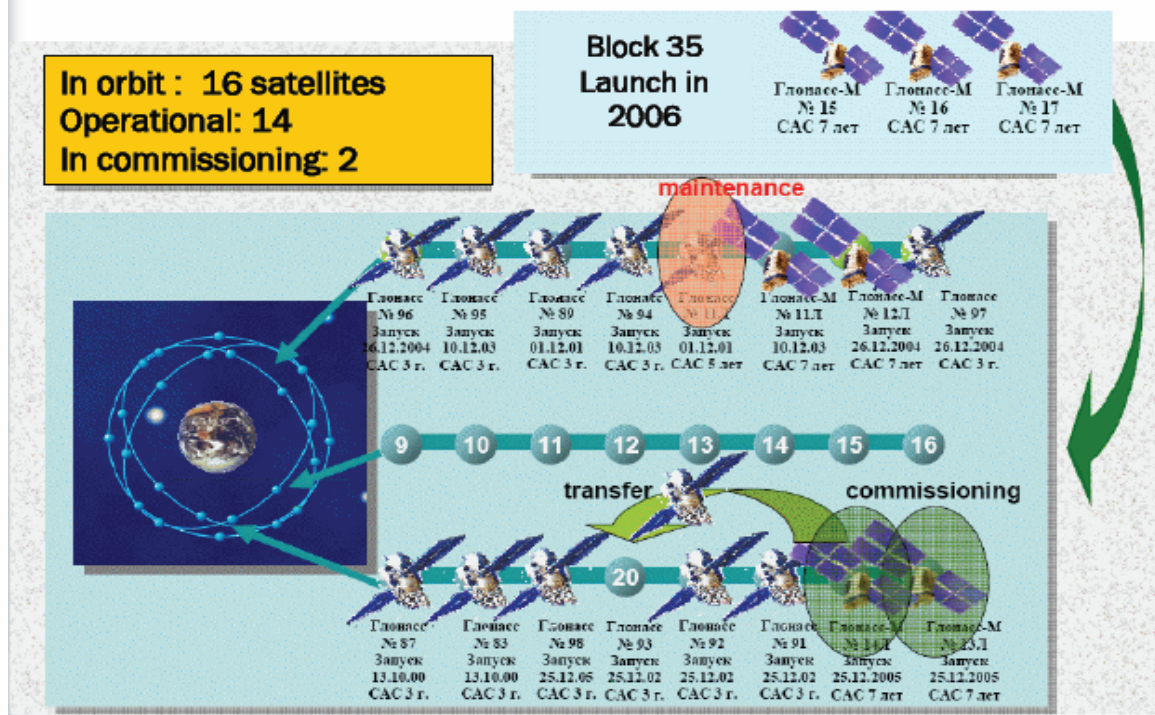 In orbit : 16 satellites
Operational: 14
In commissioning: 2
Block 35
Launch in
2006
Глонасс-М
№ 15
САС 7 лет
Глонасс-М
№ 16
САС 7 лет
Глонасс-М
№ 17
САС 7 лет
maintenance
Глонасс
№ 96
Запуск
26.12.2004
САС 3 г.
Глонасс
№ 95
Запуск
10.12.03
САС 3 г.
Глонасс
№ 89
Запуск
01.12.01
САС 3 г.
Глонасс
№ 94
Запуск
10.12.03
САС 3 г.
Глонасс
Запуск
01.12.01
САС 5 лет
Глонасс-М
№ 11Л
Запуск
10.12.03
САС 7 лет
Глонасс-М
№ 12Л
Запуск
26.12.2004
САС 7 лет
Глонасс
№ 97
Запуск
26.12.2004
САС 3 г.
9 10 11 12 13 14 15 16
transfer
commissioning
20
Глонасс
№ 87
Запуск
13.10.00
САС 3 г.
Глонасс
№ 83
Запуск
13.10.00
САС 3 г.
Глонасс
№ 98
Запуск
25.12.05
САС 3 г.
Глонасс
№ 93
Запуск
25.12.02
САС 3 г.
Глонасс
№ 92
Запуск
25.12.02
САС 3 г.
Глонасс
№ 91
Запуск
25.12.02
САС 3 г.
Глонасс-М
№ 14Л
Запуск
25.12.2005
САС 7 лет
Глонасс-М
№ 13Л
Запуск
25.12.2005
САС 7 лет